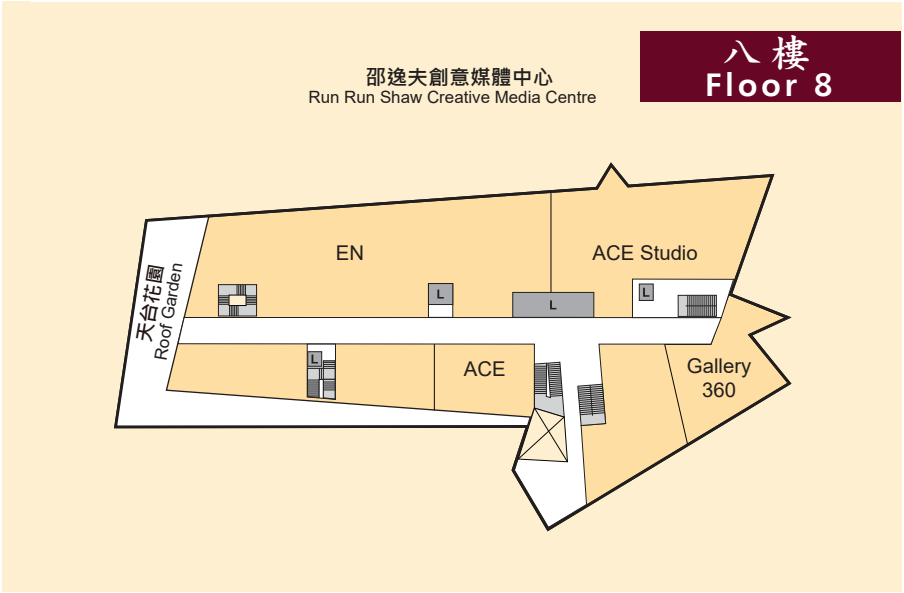 八樓
Floor 8
邵逸夫創意媒體中心
Run Run Shaw Creative Media Centre
EN
ACE Studio
天台花園
Roof Garden
L
L
L
L
ACE
Gallery
360